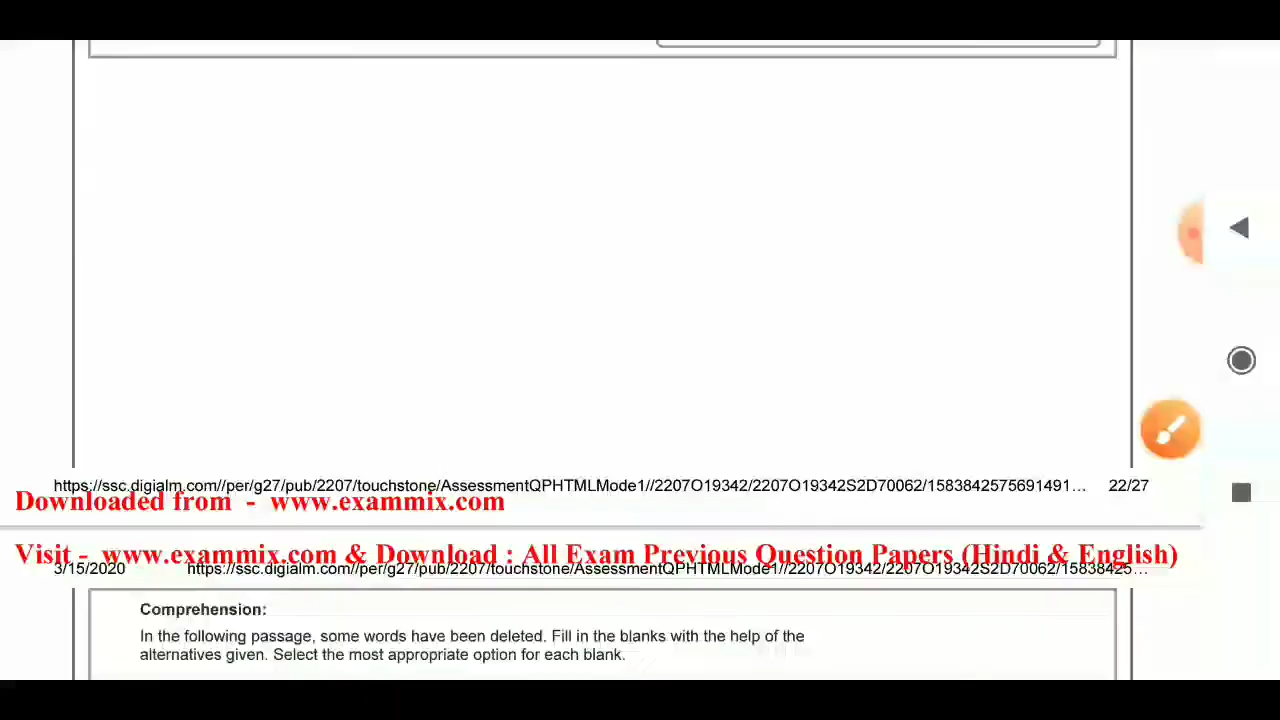 https://ssc.digialm.com//per/g27/pub/2207/touchstone/AssessmentQPHTMLMode1//2207O19342/2207O19342S2D70062/1583842575691491... 22/27
Downloaded from - www.exammix.com
Visit - www.exammix.com & Download : All Exam Previous Question Papers (Hindi & English)
3/15/2020 https://ssc.digialm.com//per/g27/pub/2207/touchstone/AssessmentQPHTMLMode1//2207O19342/2207O19342S2D70062/15838425...
Comprehension:
In the following passage, some words have been deleted. Fill in the blanks with the help of the
alternatives given. Select the most appropriate option for each blank.